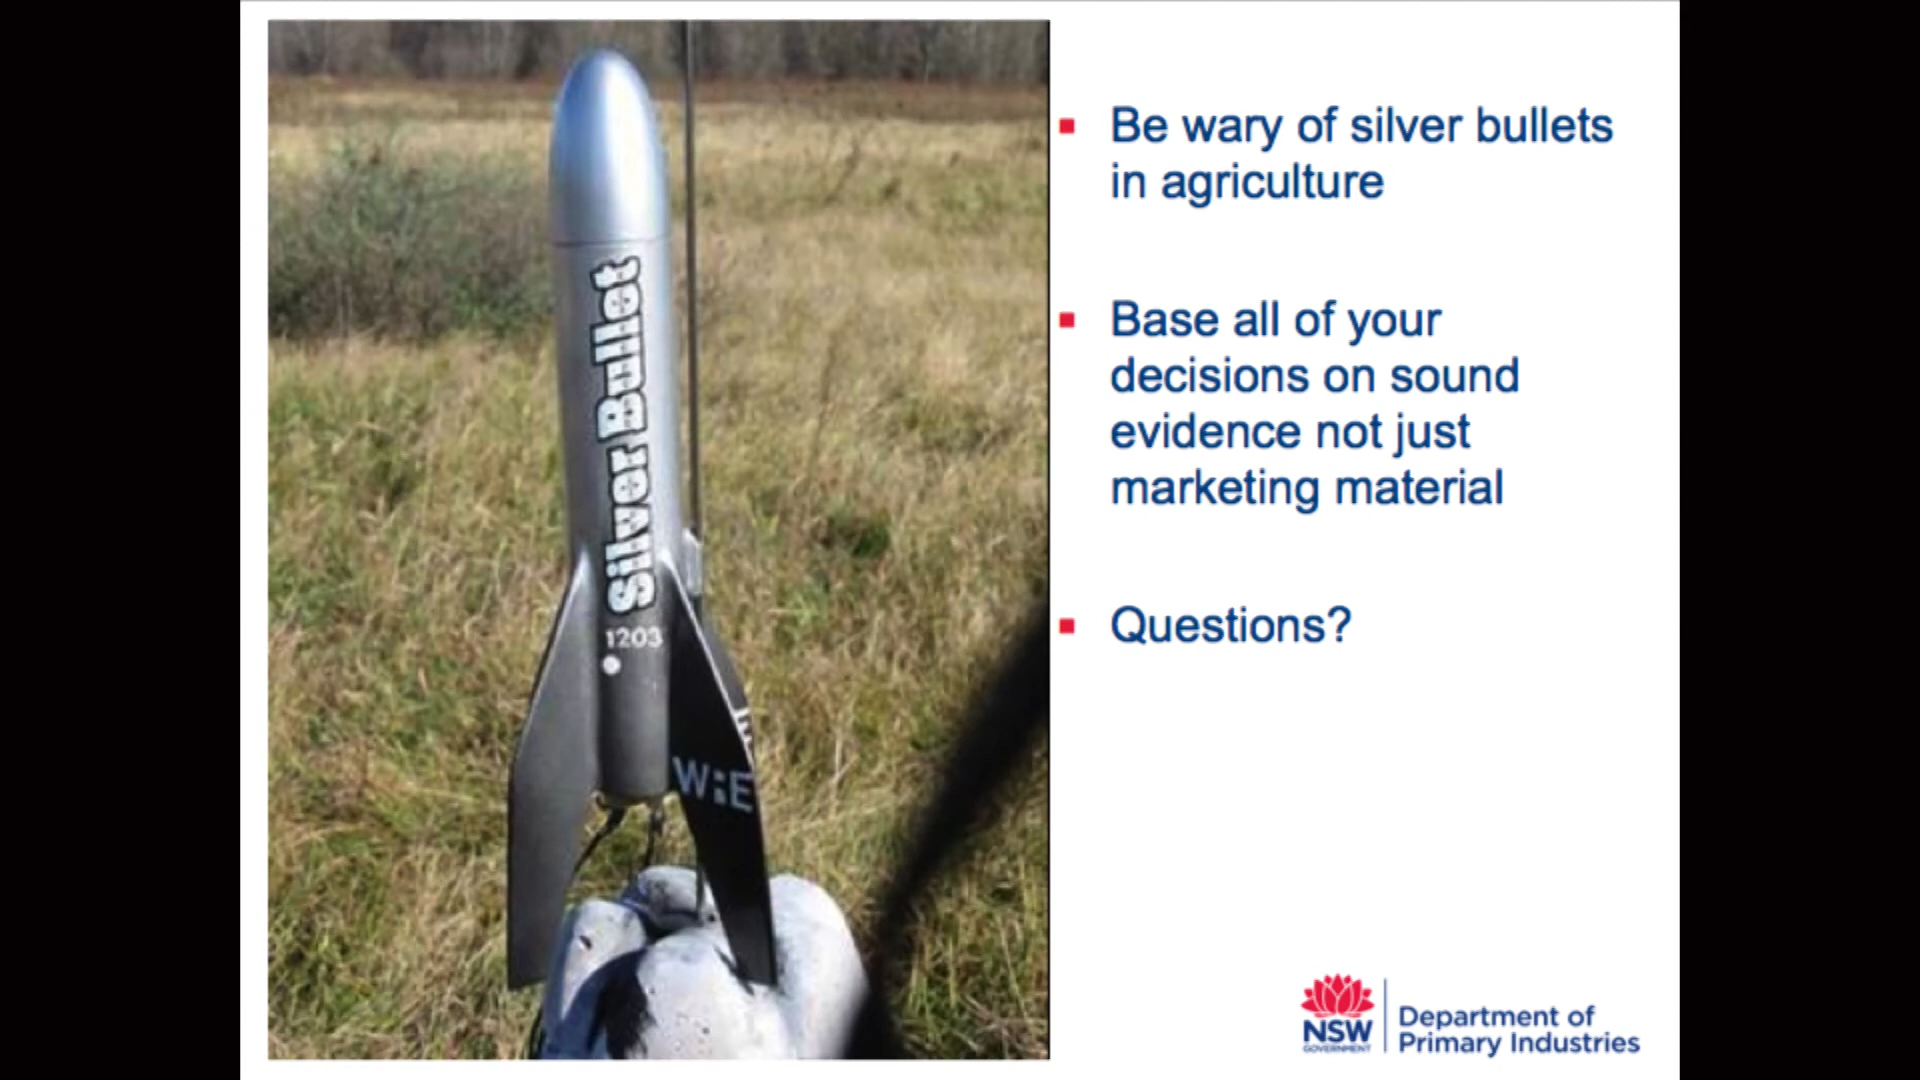 Silver Bullet
1203
Be wary of silver bullets
in agriculture
Base all of your
decisions on sound
evidence not just
marketing material
Questions?
NSW
GOVERNMENT
Department of
Primary Industries